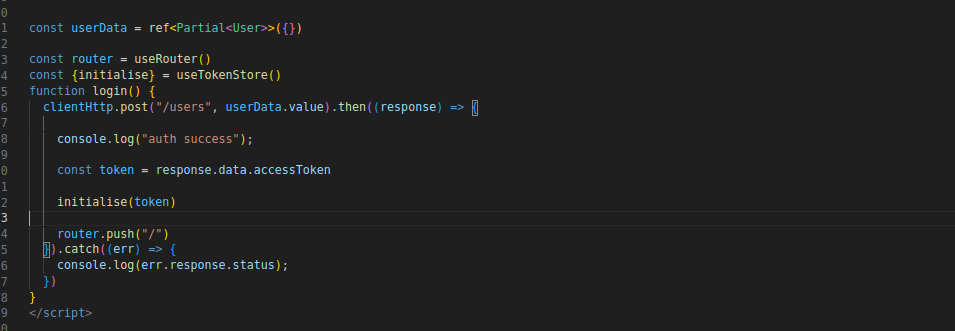 0
1 const userData = ref<Partial<User>>({})
2
3 const router = useRouter()
4 const {initialise} = useTokenStore()
5 function login() {
6 clientHttp.post("/users", userData.value).then((response) => {
7
8 console.log("auth success");
9
0 const token = response.data.accessToken
1
2 initialise(token)
3
4 router.push("/")
5 }).catch((err) => {
6 console.log(err.response.status);
7 })
8 }
9 </script>
0